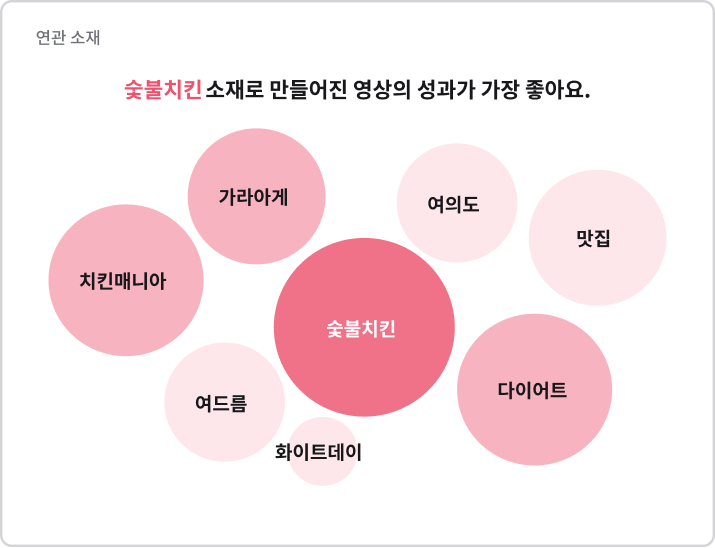 연관 소재
숯불치킨 소재로 만들어진 영상의 성과가 가장 좋아요.
가라아게
여의도
맛집
치킨매니아
숯불치킨
다이어트
여드름
화이트데이